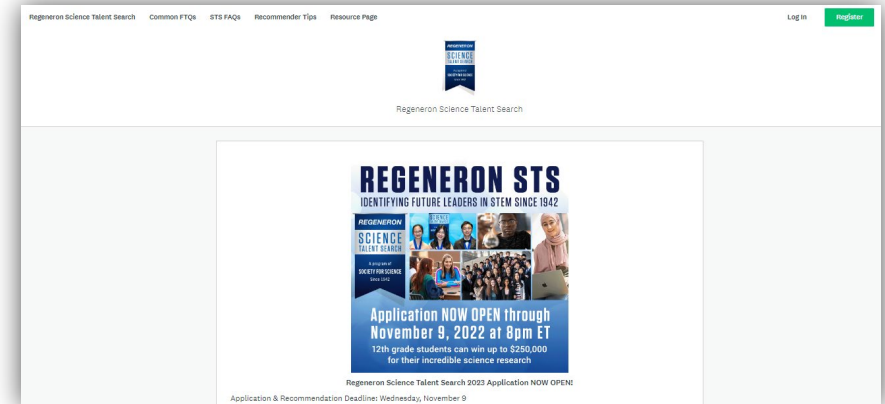 Regeneron Science Talent Search Common FTQs STS FAQs Recommender Tips Resource Page Log In Register
REGENERON
SCIENCE
TALENT SEARCH
Regeneron Science Talent Search
REGENERON STS
IDENTIFYING FUTURE LEADERS IN STEM SINCE 1942
REGENERON
SCIENCE
TALENT SEARCH
A program of
SOCIETY FOR SCIENCE
Since 1942
Application NOW OPEN through
November 9, 2022 at 8pm ET
12th grade students can win up to $250,000
for their incredible science research
Regeneron Science Talent Search 2023 Application NOW OPEN!
Application & Recommendation Deadline: Wednesday, November 9